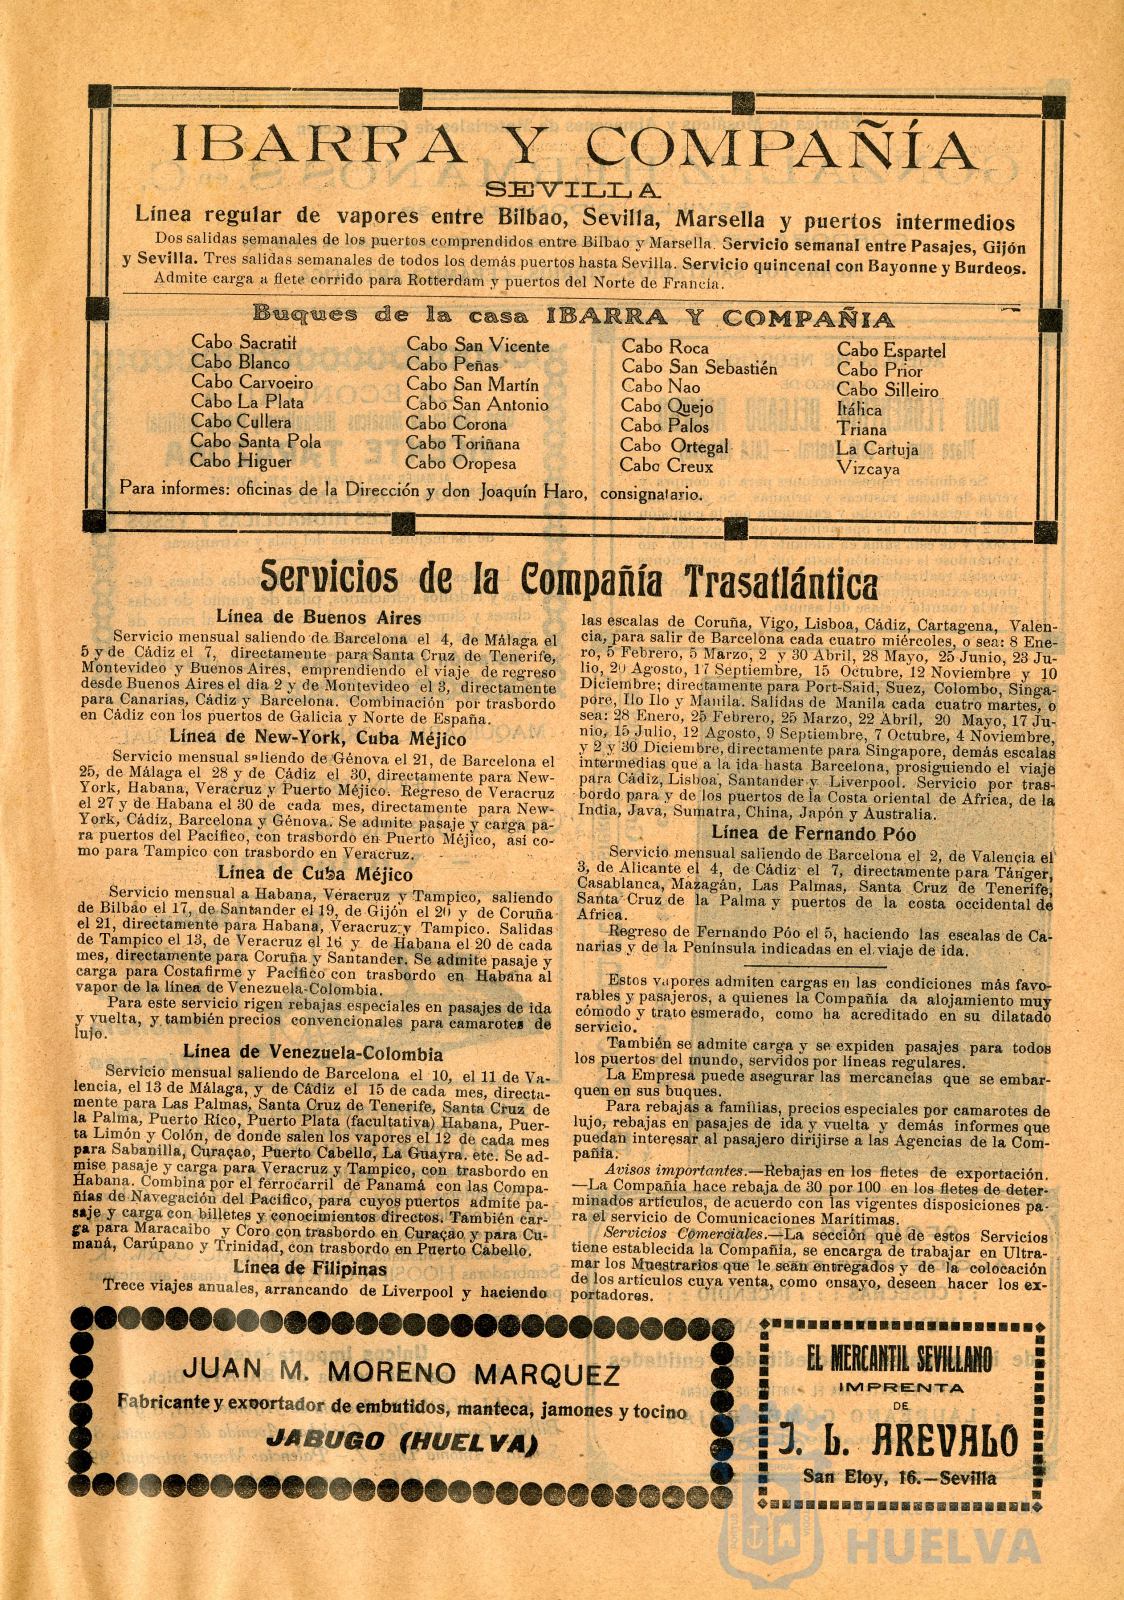 IBARRA Y COMPAÑÍA
SEVILLA
Línea regular de vapores entre Bilbao, Sevilla, Marsella y puertos intermedios
Dos salidas semanales de los puertos comprendidos entre Bilbao y Marsella. Servicio semanal entre Pasajes, Gijón
y Sevilla. Tres salidas semanales de todos los demás puertos hasta Sevilla. Servicio quincenal con Bayonne y Burdeos.
Admite carga a flete corrido para Rotterdam y puertos del Norte de Francia.
Buques de la casa IBARRA Y COMPAÑIA
Cabo Sacratif
Cabo Blanco
Cabo Carvoeiro
Cabo La Plata
Cabo Cullera
Cabo Santa Pola
Cabo Higuer
Cabo San Vicente
Cabo Peñas
Cabo San Martín
Cabo San Antonio
Cabo Corona
Cabo Toriñana
Cabo Oropesa
Cabo Roca
Cabo San Sebastién
Cabo Nao
Cabo Quejo
Cabo Palos
Cabo Ortegal
Cabo Creux
Cabo Espartel
Cabo Prior
Cabo Silleiro
Itálica
Triana
La Cartuja
Vizcaya
Para informes: oficinas de la Dirección y don Joaquín Haro, consignatario.
Servicios de la Compañía Trasatlántica
Línea de Buenos Aires
Servicio mensual saliendo de Barcelona el 4, de Málaga el
5 y de Cádiz el 7, directamente para Santa Cruz de Tenerife,
Montevideo y Buenos Aires, emprendiendo el viaje de regreso
desde Buenos Aires el dia 2 y de Montevideo el 3, directamente
para Canarias, Cádiz y Barcelona. Combinación por trasbordo
en Cádiz con los puertos de Galicia y Norte de España.
Línea de New-York, Cuba Méjico
Servicio mensual saliendo de Génova el 21, de Barcelona el
25, de Málaga el 28 y de Cádiz el 30, directamente para New-
York, Habana, Veracruz y Puerto Méjico. Regreso de Veracruz
el 27 y de Habana el 30 de cada mes, directamente para New-
York, Cádiz, Barcelona y Génova. Se admite pasaje y carga pa-
ra puertos del Pacífico, con trasbordo en Puerto Méjico, así co-
mo para Tampico con trasbordo en Veracruz.
Línea de Cuba Méjico
Servicio mensual a Habana, Veracruz y Tampico, saliendo
de Bilbao el 17, de Santander el 19, de Gijón el 20 y de Coruña
el 21, directamente para Habana, Veracruz y Tampico. Salidas
de Tampico el 13, de Veracruz el 16 y de Habana el 20 de cada
mes, directamente para Coruña y Santander. Se admite pasaje y
carga para Costafirme y Pacífico con trasbordo en Habana al
vapor de la línea de Venezuela-Colombia.
Para este servicio rigen rebajas especiales en pasajes de ida
y vuelta, y también precios convencionales para camarotes de
lujo.
Línea de Venezuela-Colombia
Servicio mensual saliendo de Barcelona el 10, el 11 de Va-
lencia, el 13 de Málaga, y de Cádiz el 15 de cada mes, directa-
mente para Las Palmas, Santa Cruz de Tenerife, Santa Cruz de
la Palma, Puerto Rico, Puerto Plata (facultativa) Habana, Puer-
ta Limón y Colón, de donde salen los vapores el 12 de cada mes
para Sabanilla, Curaçao, Puerto Cabello, La Guayra. etc. Se ad-
mise pasaje y carga para Veracruz y Tampico, con trasbordo en
Habana. Combina por el ferrocarril de Panamá con las Compa-
ñías de Navegación del Pacífico, para cuyos puertos admite pa-
saje y carga con billetes y conocimientos directos. También car-
ga para Maracaibo y Coro con trasbordo en Curaçao y para Cu-
maná, Carúpano y Trinidad, con trasbordo en Puerto Cabello.
Línea de Filipinas
Trece viajes anuales, arrancando de Liverpool y haciendo
las escalas de Coruña, Vigo, Lisboa, Cádiz, Cartagena, Valen-
cia, para salir de Barcelona cada cuatro miércoles, o sea: 8 Ene-
ro, 5 Febrero, 5 Marzo, 2 y 30 Abril, 28 Mayo, 25 Junio, 23 Ju-
lio, 20 Agosto, 17 Septiembre, 15 Octubre, 12 Noviembre y 10
Diciembre; directamente para Port-Said, Suez, Colombo, Singa-
pore, Ilo Ilo y Manila. Salidas de Manila cada cuatro martes, o
sea: 28 Enero, 25 Febrero, 25 Marzo, 22 Abril, 20 Mayo, 17 Ju-
nio, 15 Julio, 12 Agosto, 9 Septiembre, 7 Octubre, 4 Noviembre,
y 2 y 30 Diciembre, directamente para Singapore, demás escalas
intermedias que a la ida hasta Barcelona, prosiguiendo el viaje
para Cádiz, Lisboa, Santander y Liverpool. Servicio por tras-
bordo para y de los puertos de la Costa oriental de Africa, de la
India, Java, Sumatra, China, Japón y Australia.
Línea de Fernando Póo
Servicio mensual saliendo de Barcelona el 2, de Valencia el
3, de Alicante el 4, de Cádiz el 7, directamente para Tánger,
Casablanca, Mazagán, Las Palmas, Santa Cruz de Tenerife,
Santa Cruz de la Palma y puertos de la costa occidental de
Africa.
Regreso de Fernando Póo el 5, haciendo las escalas de Ca-
narias y de la Península indicadas en el viaje de ida.
Estos vapores admiten cargas en las condiciones más favo-
rables y pasajeros, a quienes la Compañía da alojamiento muy
cómodo y trato esmerado, como ha acreditado en su dilatado
servicio.
También se admite carga y se expiden pasajes para todos
los puertos del mundo, servidos por líneas regulares.
La Empresa puede asegurar las mercancías que se embar-
quen en sus buques.
Para rebajas a familias, precios especiales por camarotes de
lujo, rebajas en pasajes de ida y vuelta y demás informes que
puedan interesar al pasajero dirijirse a las Agencias de la Com-
pañia.
Avisos importantes.—Rebajas en los fletes de exportación.
—La Compañía hace rebaja de 30 por 100 en los fletes de deter-
minados artículos, de acuerdo con las vigentes disposiciones pa-
ra el servicio de Comunicaciones Marítimas.
Servicios Comerciales.—La sección que de estos Servicios
tiene establecida la Compañia, se encarga de trabajar en Ultra-
mar los Muestrarios que le sean entregados y de la colocación
de los artículos cuya venta, como ensayo, deseen hacer los ex-
portadores.
JUAN M. MORENO MARQUEZ
Fabricante y exportador de embutidos, manteca, jamones y tocino
JABUGO (HUELVA)
EL MERCANTIL SEVILLANO
IMPRENTA
DE
J. L. AREVALO
San Eloy, 16.—Sevilla
HUELVA